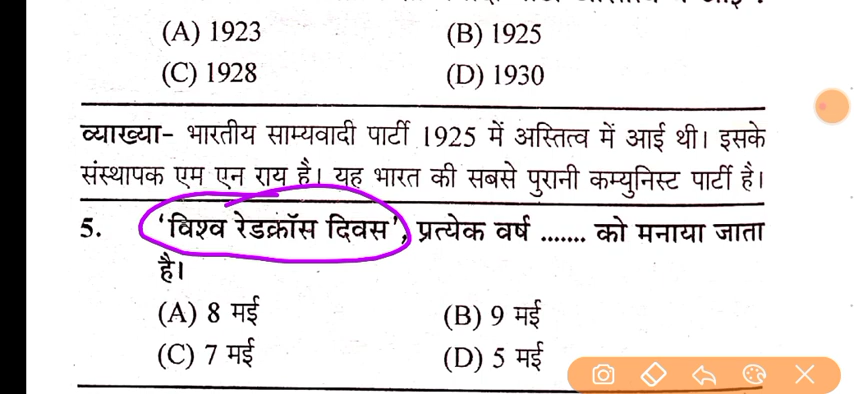 (A) 1923 (B) 1925
(C) 1928 (D) 1930
व्याख्या- भारतीय साम्यवादी पार्टी 1925 में अस्तित्व में आई थी। इसके
संस्थापक एम एन राय है। यह भारत की सबसे पुरानी कम्युनिस्ट पार्टी है।
5. 'विश्व रेडक्रॉस दिवस', प्रत्येक वर्ष ....... को मनाया जाता
है।
(A) 8 मई (B) 9 मई
(C) 7 मई (D) 5 मई